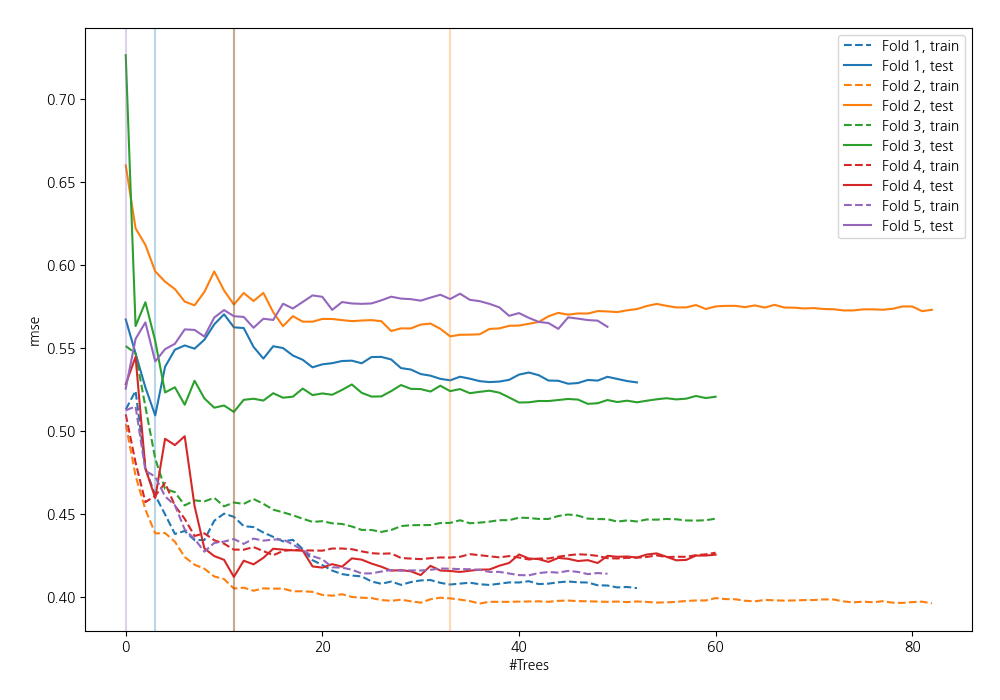 0.70
0.65
0.60
0.55
0.50
0.45
0.40
rmse
0
20
40
60
80
#Trees
Fold 1, train
Fold 1, test
Fold 2, train
Fold 2, test
Fold 3, train
Fold 3, test
Fold 4, train
Fold 4, test
Fold 5, train
Fold 5, test